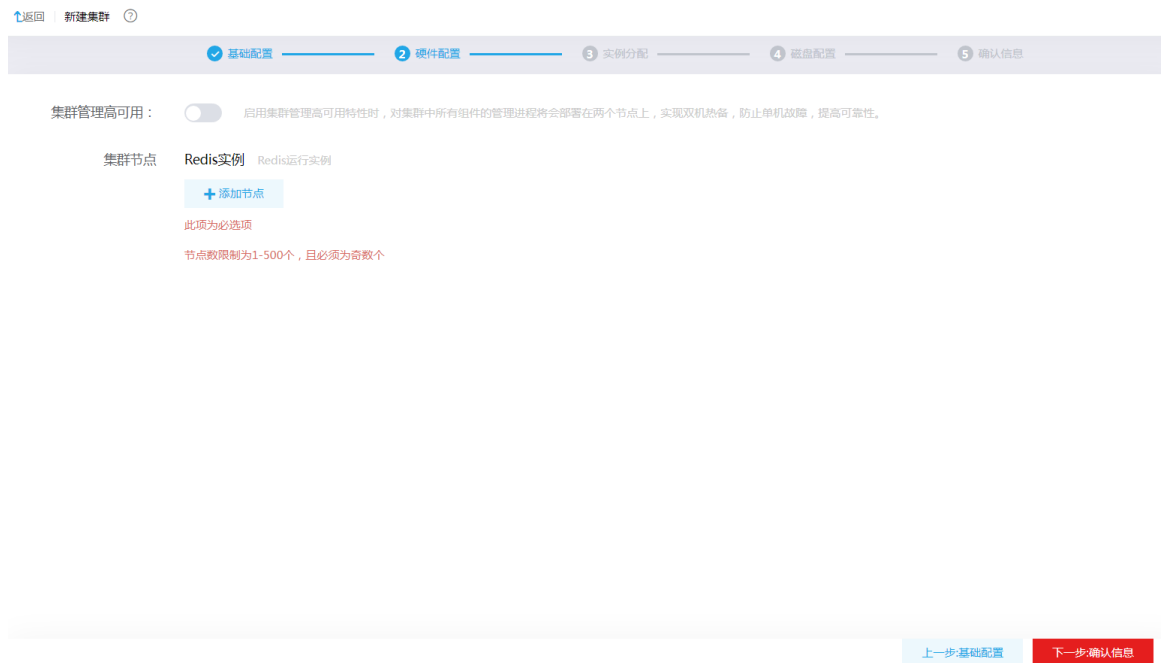 返回 新建集群 ?
基础配置 2 硬件配置 3 实例分配 4 磁盘配置 5 确认信息
集群管理高可用： 启用集群管理高可用特性时，对集群中所有组件的管理进程将会部署在两个节点上，实现双机热备，防止单机故障，提高可靠性。
集群节点 Redis实例 Redis运行实例
添加节点
此项为必选项
节点数限制为1-500个，且必须为奇数个
上一步:基础配置 下一步:确认信息